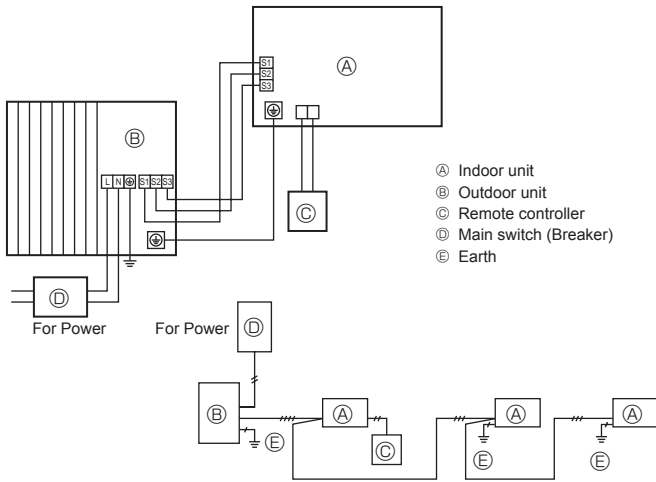 S1
S2
S3
Ⓐ
Ⓑ
L N S1 S2 S3
Ⓒ
Ⓐ Indoor unit
Ⓑ Outdoor unit
Ⓒ Remote controller
Ⓓ Main switch (Breaker)
Ⓔ Earth
Ⓓ
For Power
For Power Ⓓ
Ⓑ Ⓐ Ⓐ Ⓐ
Ⓔ Ⓒ Ⓔ Ⓔ